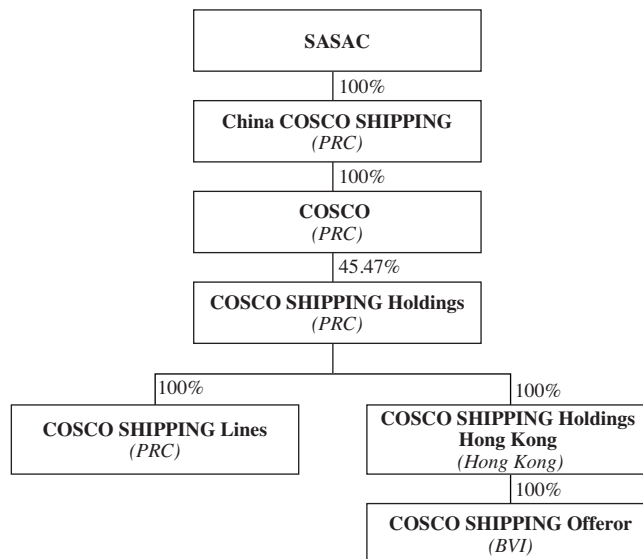 SASAC
100%
China COSCO SHIPPING
(PRC)
100%
COSCO
(PRC)
45.47%
COSCO SHIPPING Holdings
(PRC)
100%
100%
COSCO SHIPPING Lines
(PRC)
COSCO SHIPPING Holdings
Hong Kong
(Hong Kong)
100%
COSCO SHIPPING Offeror
(BVI)